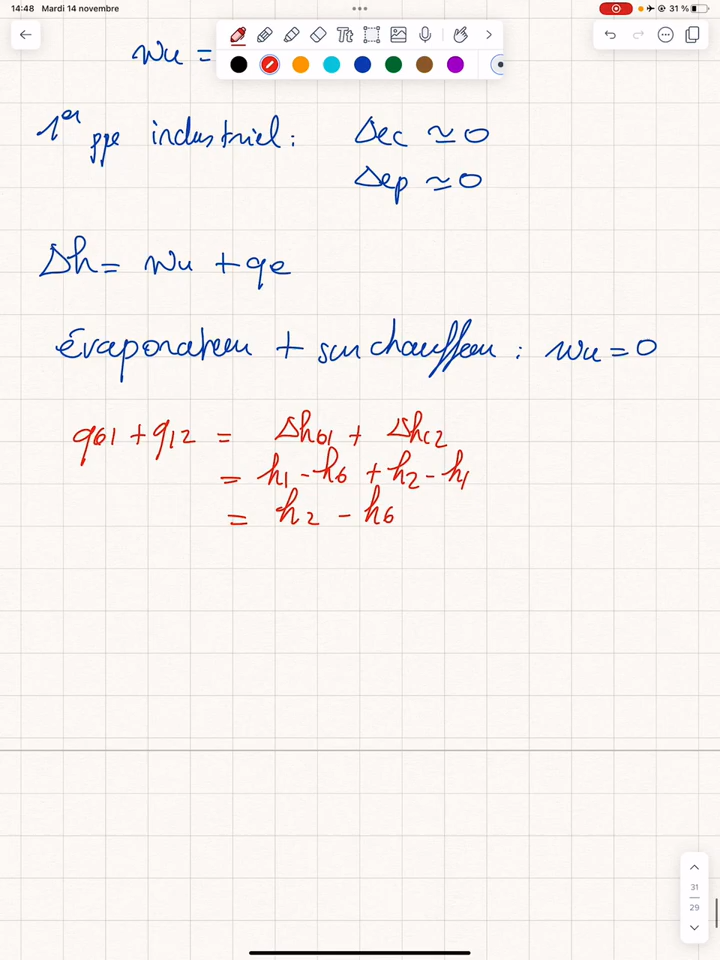 14:48 Mardi 14 novembre
31 %
Tt
wu =
1er ppe industriel : Δec ≃ 0
Δep ≃ 0
Δh = wu + qe
évaporateur + surchauffeur : wu = 0
q61 + q12 = Δh61 + Δh12
= h1 - h6 + h2 - h1
= h2 - h6
31
29